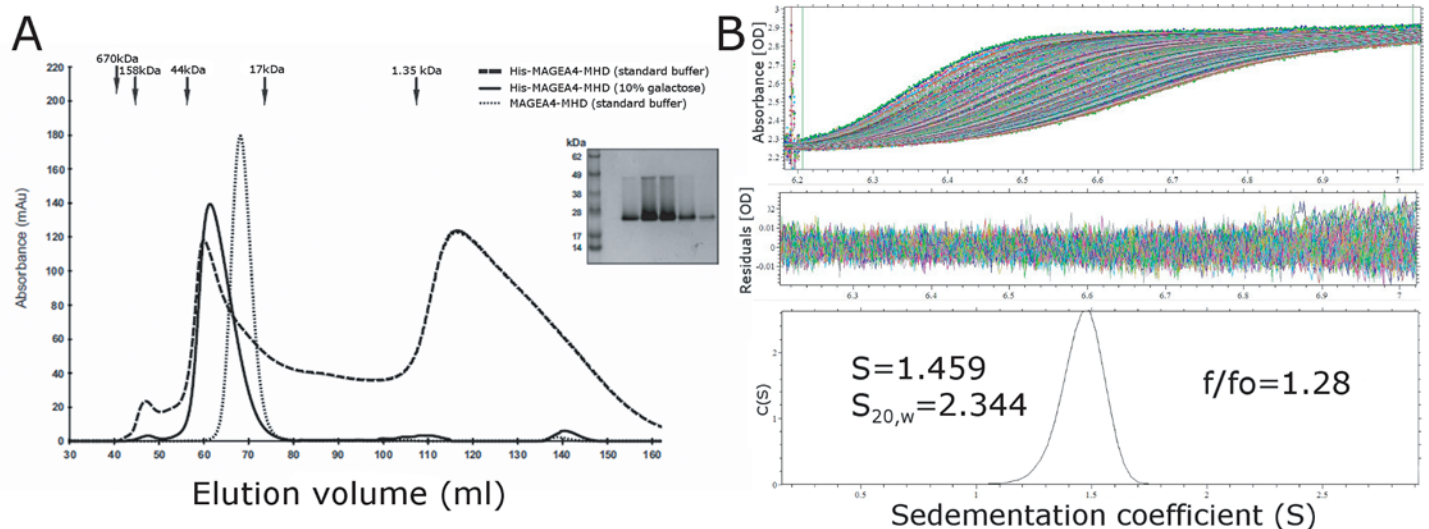 A
670kDa
158kDa
44kDa
17kDa
1.35 kDa
His-MAGEA4-MHD (standard buffer)
His-MAGEA4-MHD (10% galactose)
MAGEA4-MHD (standard buffer)
Absorbance (mAu)
220
200
180
160
140
120
100
80
60
40
20
0
kDa
62
49
38
28
17
14
30 40 50 60 70 80 90 100 110 120 130 140 150 160
Elution volume (ml)
B
Absorbance [OD]
3
2.9
2.8
2.7
2.6
2.5
2.4
2.3
2.2
6.2 6.3 6.4 6.5 6.6 6.7 6.8 6.9 7
Residuals [OD]
0.01
0
-0.01
6.3 6.4 6.5 6.6 6.7 6.8 6.9 7
C(S)
2
1
0
S=1.459
S20,w=2.344
f/fo=1.28
0.5 1 1.5 2 2.5
Sedementation coefficient (S)